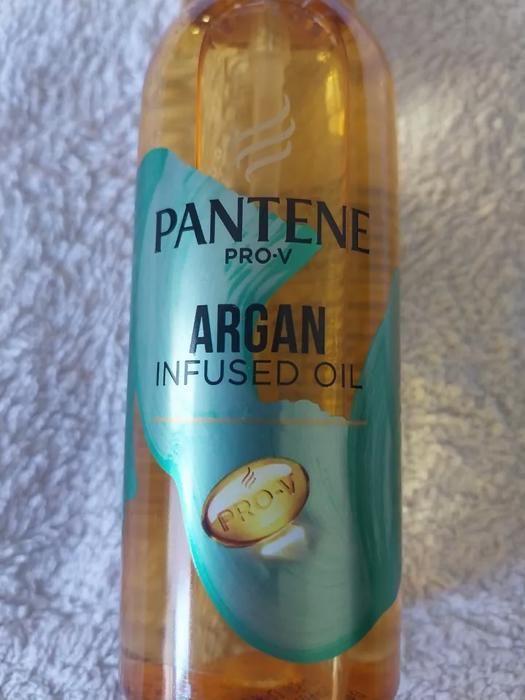 PANTENE
PRO-V
ARGAN
INFUSED OIL
PRO-V